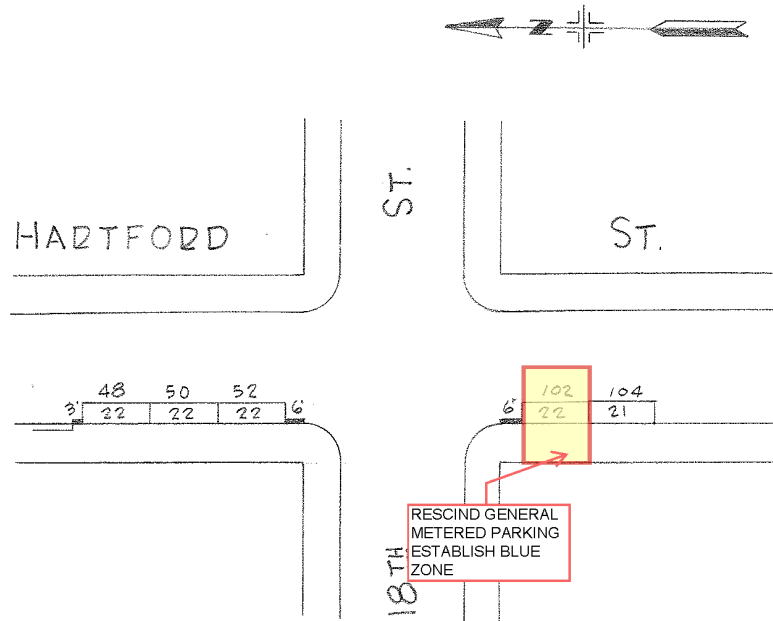 N
ST.
HARTFORD
ST.
48 50 52
3' 22 22 22 6'
102 104
6' 22 21
RESCIND GENERAL
METERED PARKING
ESTABLISH BLUE
ZONE
18TH